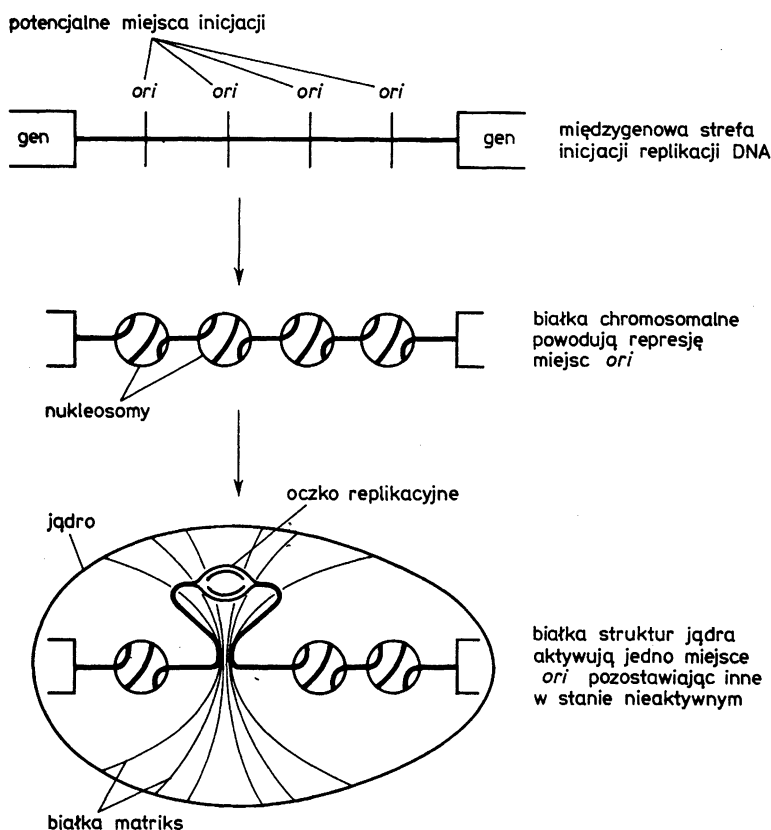 potencjalne miejsca inicjacji
ori ori ori ori
gen gen
międzygenowa strefa
inicjacji replikacji DNA
białka chromosomalne
powodują represję
miejsc ori
nukleosomy
oczko replikacyjne
jądro
białka struktur jądra
aktywują jedno miejsce
ori pozostawiając inne
w stanie nieaktywnym
białka matriks